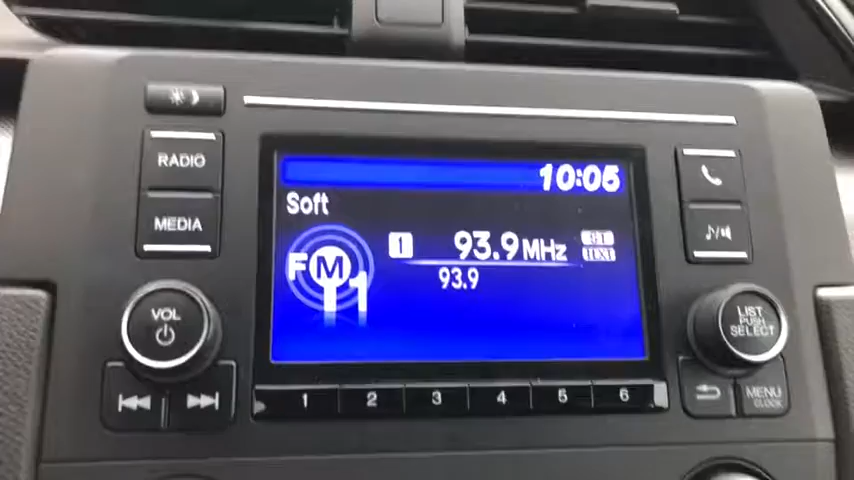 RADIO
MEDIA
VOL
10:05
Soft
FM1
1 93.9MHz ST
TEXT
93.9
LIST
PUSH
SELECT
1 2 3 4 5 6
MENU
CLOCK